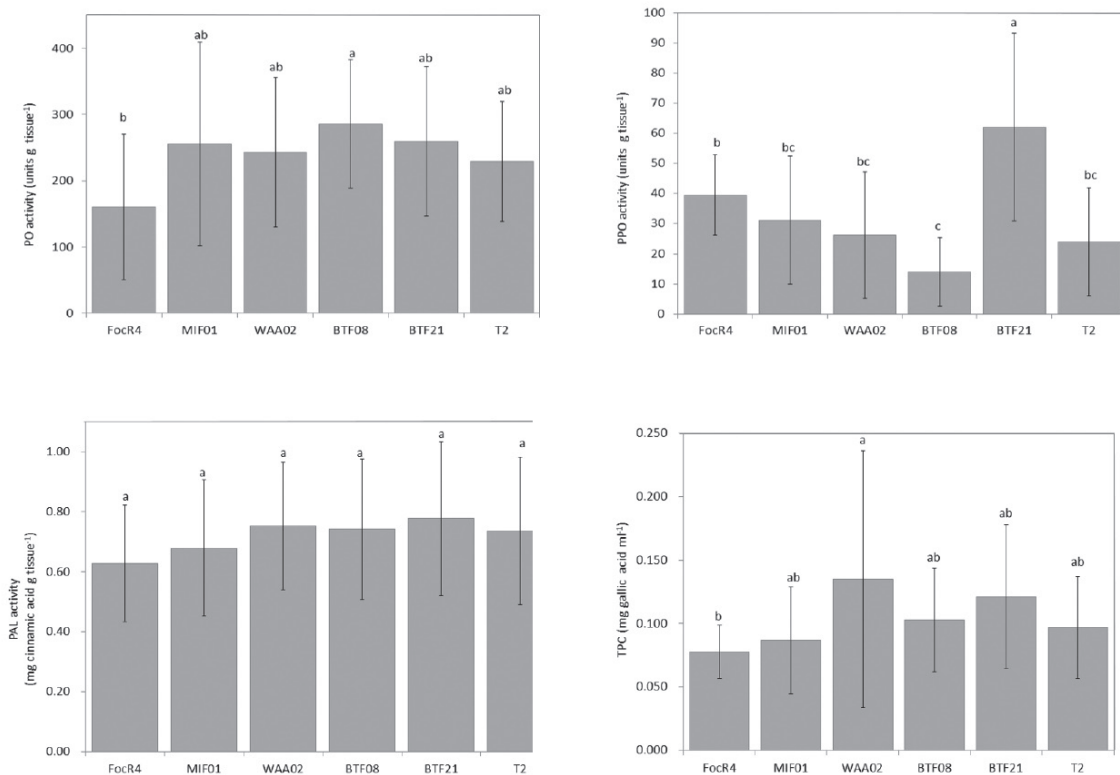 PO activity (units g tissue⁻¹)
400
300
200
100
0
b
ab
ab
a
ab
ab
FocR4 MIF01 WAA02 BTF08 BTF21 T2
PPO activity (units g tissue⁻¹)
100
90
80
70
60
50
40
30
20
10
0
b
bc
bc
c
a
bc
FocR4 MIF01 WAA02 BTF08 BTF21 T2
PAL activity
(mg cinnamic acid g tissue⁻¹)
1.00
0.80
0.60
0.40
0.20
0.00
a
a
a
a
a
a
FocR4 MIF01 WAA02 BTF08 BTF21 T2
TPC (mg gallic acid ml⁻¹)
0.250
0.200
0.150
0.100
0.050
0.000
b
ab
a
ab
ab
ab
FocR4 MIF01 WAA02 BTF08 BTF21 T2